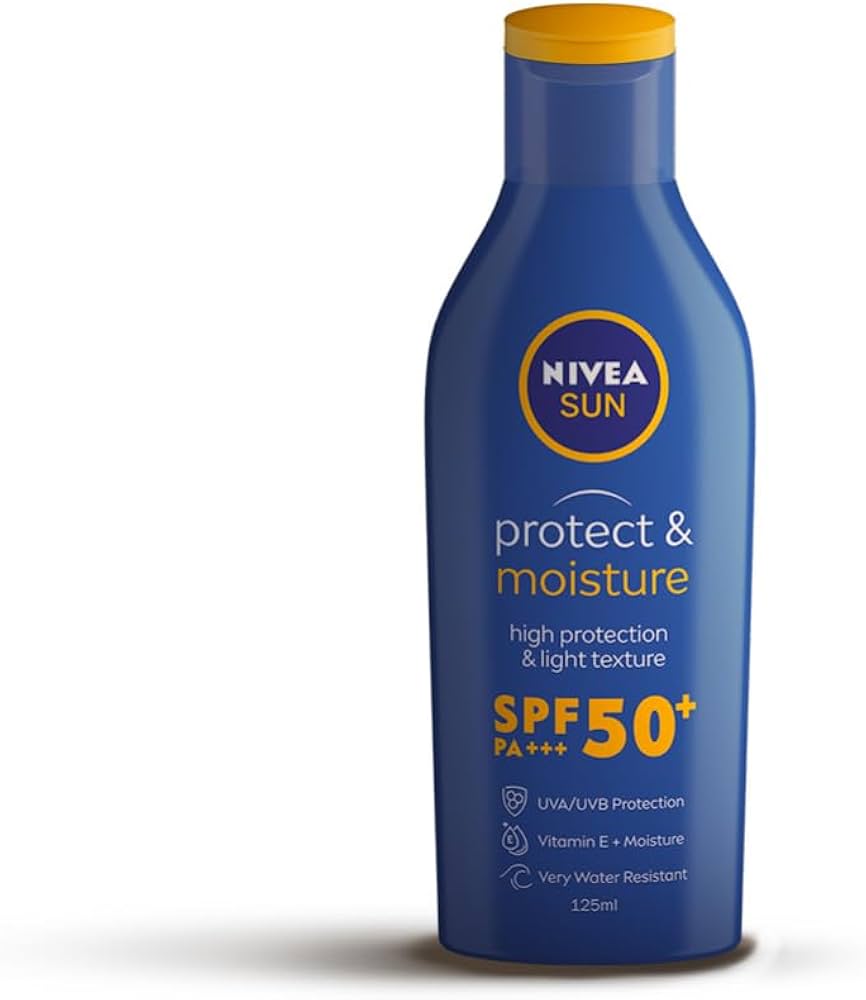 NIVEA
SUN
protect &
moisture
high protection
& light texture
SPF 50+
PA+++
UVA/UVB Protection
E
Vitamin E + Moisture
Very Water Resistant
125ml